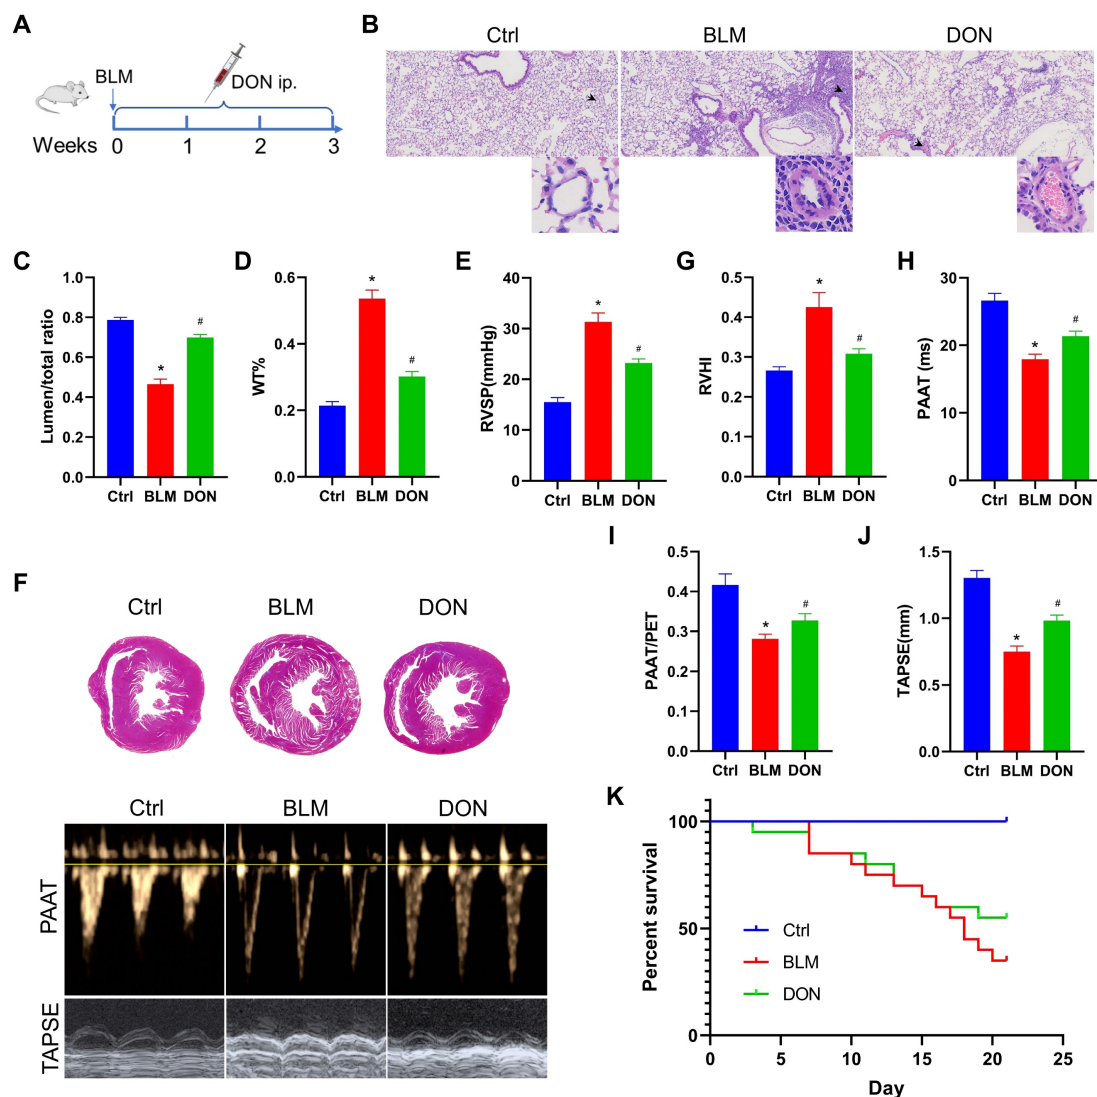 A
BLM
DON ip.
Weeks 0 1 2 3
B
Ctrl BLM DON
C
Lumen/total ratio
1.0
0.8
0.6
0.4
0.2
0.0
*
#
Ctrl BLM DON
D
WT%
0.6
0.4
0.2
0.0
*
#
Ctrl BLM DON
E
RVSP(mmHg)
40
30
20
10
0
*
#
Ctrl BLM DON
G
RVHI
0.5
0.4
0.3
0.2
0.1
0.0
*
#
Ctrl BLM DON
H
PAAT (ms)
30
20
10
0
*
#
Ctrl BLM DON
F
Ctrl BLM DON
Ctrl BLM DON
PAAT
TAPSE
I
PAAT/PET
0.5
0.4
0.3
0.2
0.1
0.0
*
#
Ctrl BLM DON
J
TAPSE(mm)
1.5
1.0
0.5
0.0
*
#
Ctrl BLM DON
K
Percent survival
100
50
0
Ctrl
BLM
DON
0 5 10 15 20 25
Day